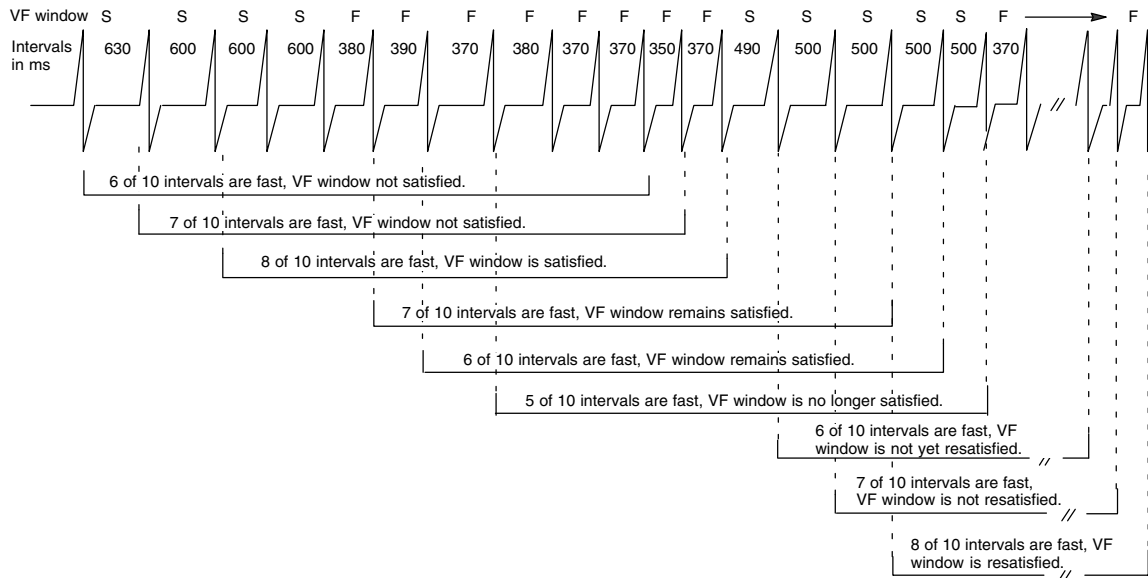 VF window S S S S F F F F F F F F S S S S S F F
Intervals in ms 630 600 600 600 380 390 370 380 370 370 350 370 490 500 500 500 500 370
6 of 10 intervals are fast, VF window not satisfied.
7 of 10 intervals are fast, VF window not satisfied.
8 of 10 intervals are fast, VF window is satisfied.
7 of 10 intervals are fast, VF window remains satisfied.
6 of 10 intervals are fast, VF window remains satisfied.
5 of 10 intervals are fast, VF window is no longer satisfied.
6 of 10 intervals are fast, VF
window is not yet resatisfied.
7 of 10 intervals are fast,
VF window is not resatisfied.
8 of 10 intervals are fast, VF
window is resatisfied.